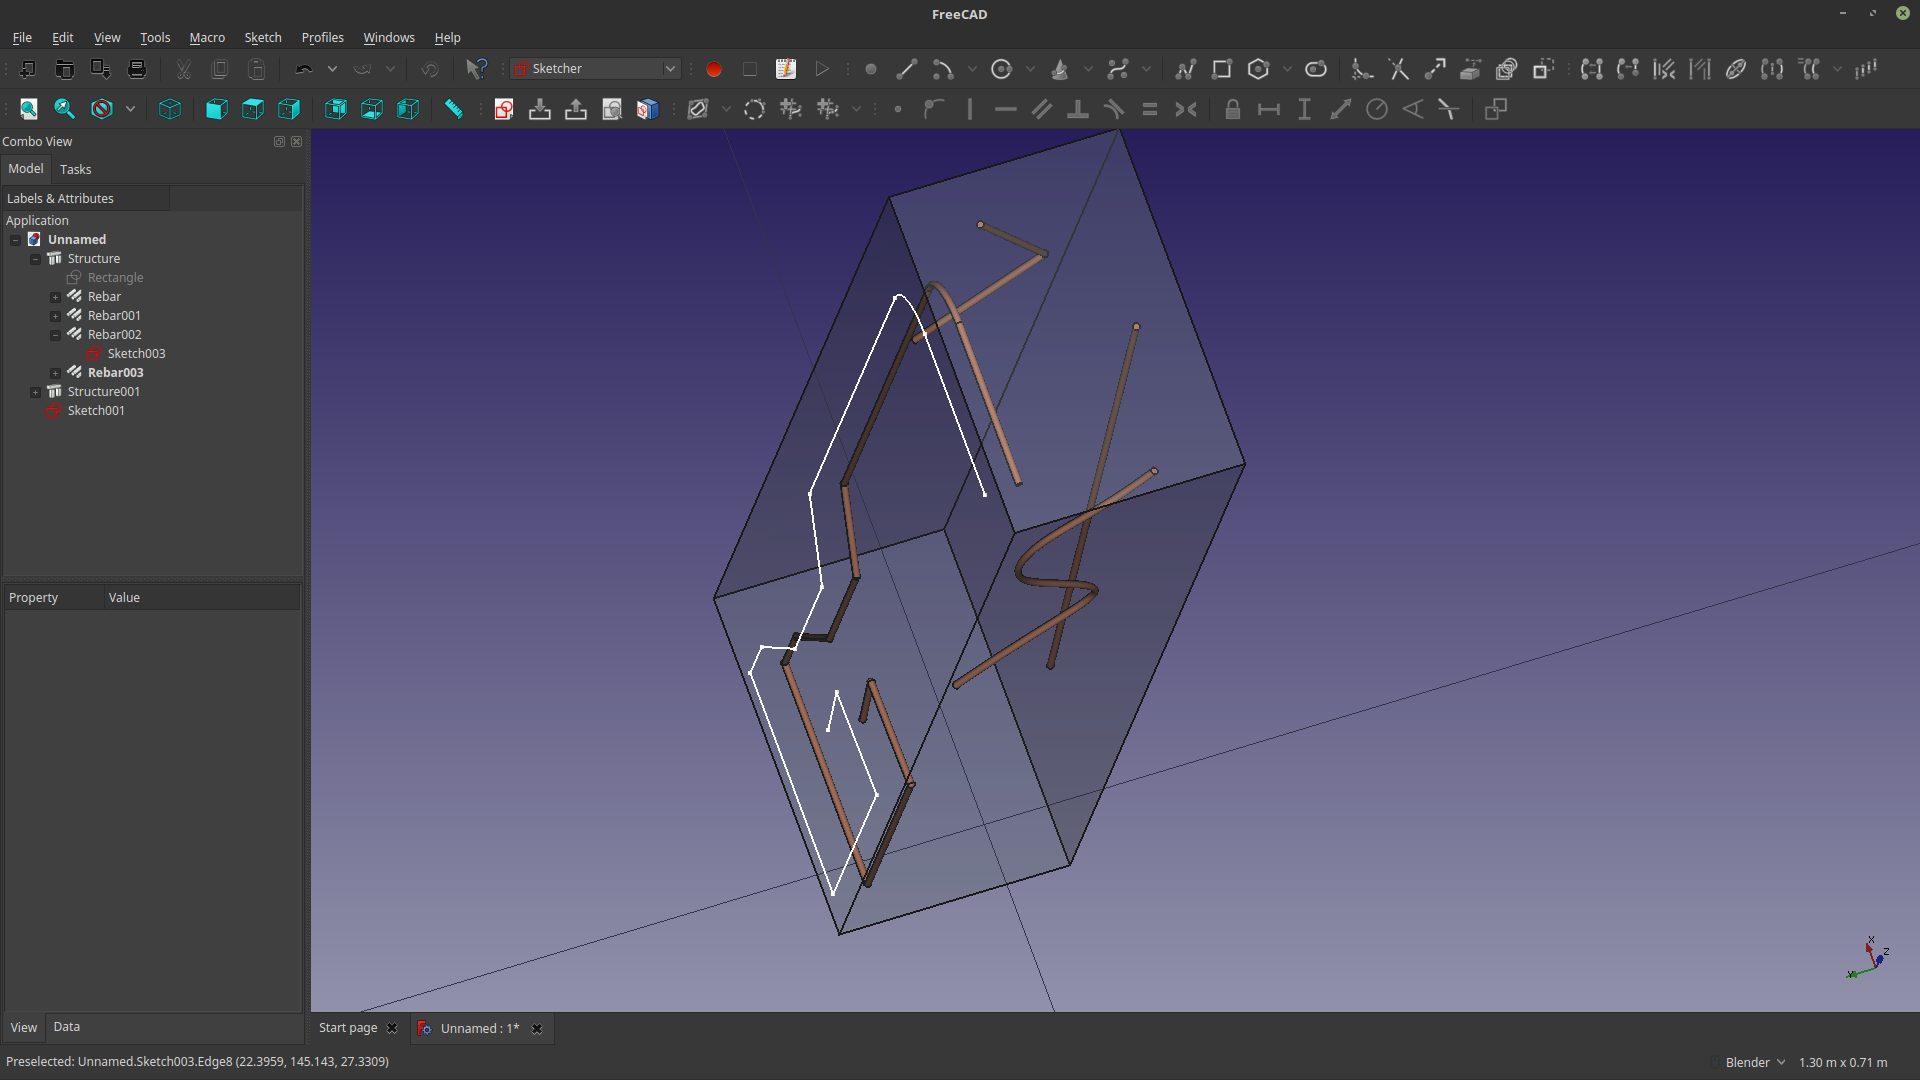 FreeCAD
File Edit View Tools Macro Sketch Profiles Windows Help
Sketcher
Combo View
Model Tasks
Labels & Attributes
Application
Unnamed
Structure
Rectangle
Rebar
Rebar001
Rebar002
Sketch003
Rebar003
Structure001
Sketch001
Property Value
X
Z
Y
View Data
Start page Unnamed : 1*
Preselected: Unnamed.Sketch003.Edge8 (22.3959, 145.143, 27.3309)
Blender 1.30 m x 0.71 m